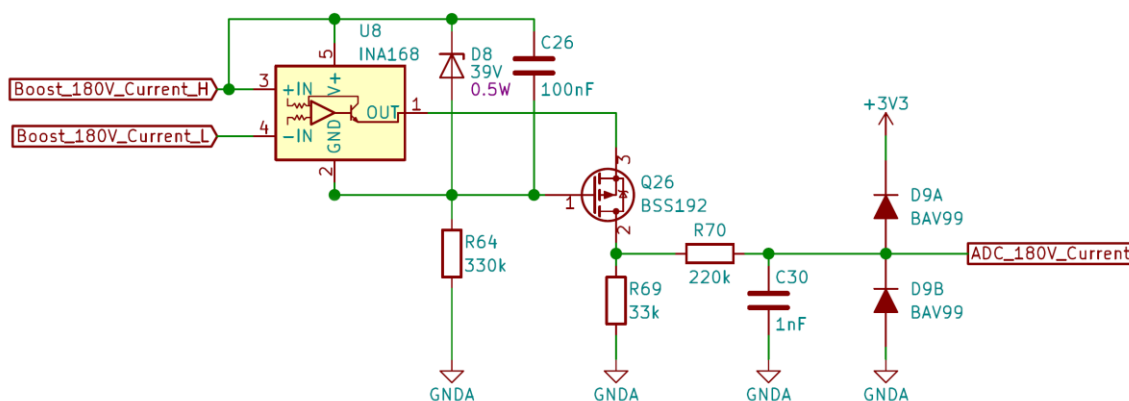 U8
INA168
D8
39V
0.5W
C26
100nF
Boost_180V_Current_H
3
+IN
V+
5
OUT
1
Boost_180V_Current_L
4
-IN
GND
2
+3V3
3
Q26
BSS192
1
2
D9A
BAV99
R64
330k
R70
220k
ADC_180V_Current
R69
33k
C30
1nF
D9B
BAV99
GNDA
GNDA
GNDA
GNDA